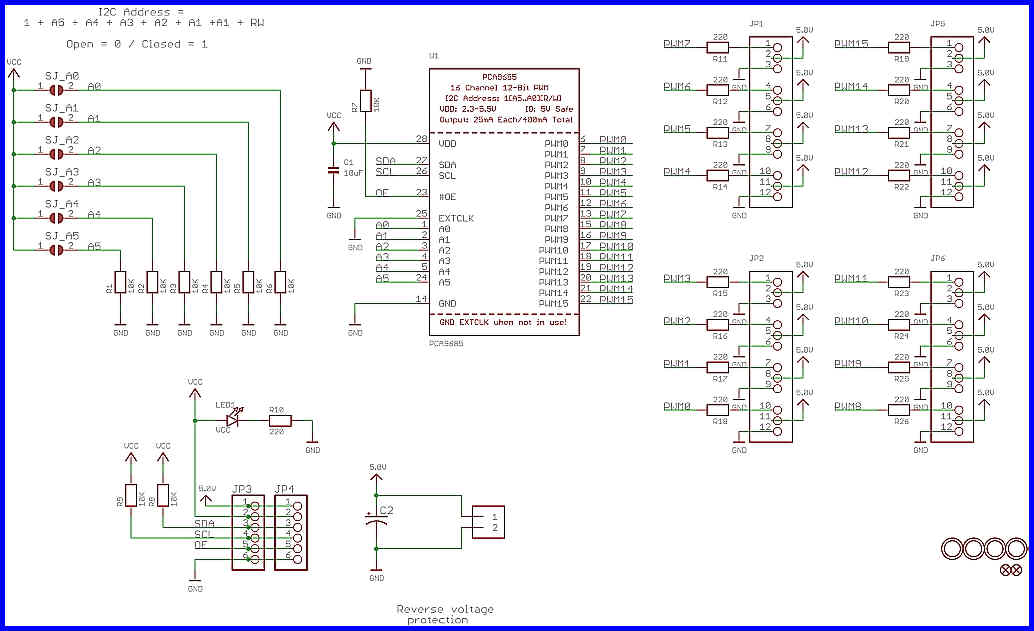 I2C Address =
1 + A5 + A4 + A3 + A2 + A1 +A1 + RW
Open = 0 / Closed = 1
VCC
SJ_A0
1 2 A0
SJ_A1
1 2 A1
SJ_A2
1 2 A2
SJ_A3
1 2 A3
SJ_A4
1 2 A4
SJ_A5
1 2 A5
R1 10K
R2 10K
R3 10K
R4 10K
R5 10K
R6 10K
GND GND GND GND GND GND
GND
R7 10K
VCC
C1
10uF
GND
U1
PCA9685
16 Channel 12-Bit PWM
I2C Address: 1[A5..A0][R/W]
VDD: 2.3-5.5V IO: 5V Safe
Output: 25mA Each/400mA Total
28 VDD PWM0 6 PWM0
PWM1 7 PWM1
SDA 27 SDA PWM2 8 PWM2
SCL 26 SCL PWM3 9 PWM3
PWM4 10 PWM4
OE 23 #OE PWM5 11 PWM5
PWM6 12 PWM6
25 EXTCLK PWM7 13 PWM7
A0 1 A0 PWM8 15 PWM8
A1 2 A1 PWM9 16 PWM9
A2 3 A2 PWM10 17 PWM10
A3 4 A3 PWM11 18 PWM11
A4 5 A4 PWM12 19 PWM12
A5 24 A5 PWM13 20 PWM13
PWM14 21 PWM14
14 GND PWM15 22 PWM15
GND
GND
GND EXTCLK when not in use!
PCA9685
JP1
PWM7 220 R11 1 5.0V
2
GND 3
PWM6 220 R12 4 5.0V
5
GND 6
PWM5 220 R13 7 5.0V
8
GND 9
PWM4 220 R14 10 5.0V
11
12
GND
JP5
PWM15 220 R19 1 5.0V
2
GND 3
PWM14 220 R20 4 5.0V
5
GND 6
PWM13 220 R21 7 5.0V
8
GND 9
PWM12 220 R22 10 5.0V
11
12
GND
JP2
PWM3 220 R15 1 5.0V
2
GND 3
PWM2 220 R16 4 5.0V
5
GND 6
PWM1 220 R17 7 5.0V
8
GND 9
PWM0 220 R18 10 5.0V
11
12
GND
JP6
PWM11 220 R23 1 5.0V
2
GND 3
PWM10 220 R24 4 5.0V
5
GND 6
PWM9 220 R25 7 5.0V
8
GND 9
PWM8 220 R26 10 5.0V
11
12
GND
VCC
LED1
VCC
R10
220
GND
VCC VCC
R9 10K
R8 10K
5.0V
JP3 JP4
1 1
2 2
SDA 3 3
SCL 4 4
OE 5 5
6 6
GND
5.0V
C2
1
2
GND
Reverse voltage
protection